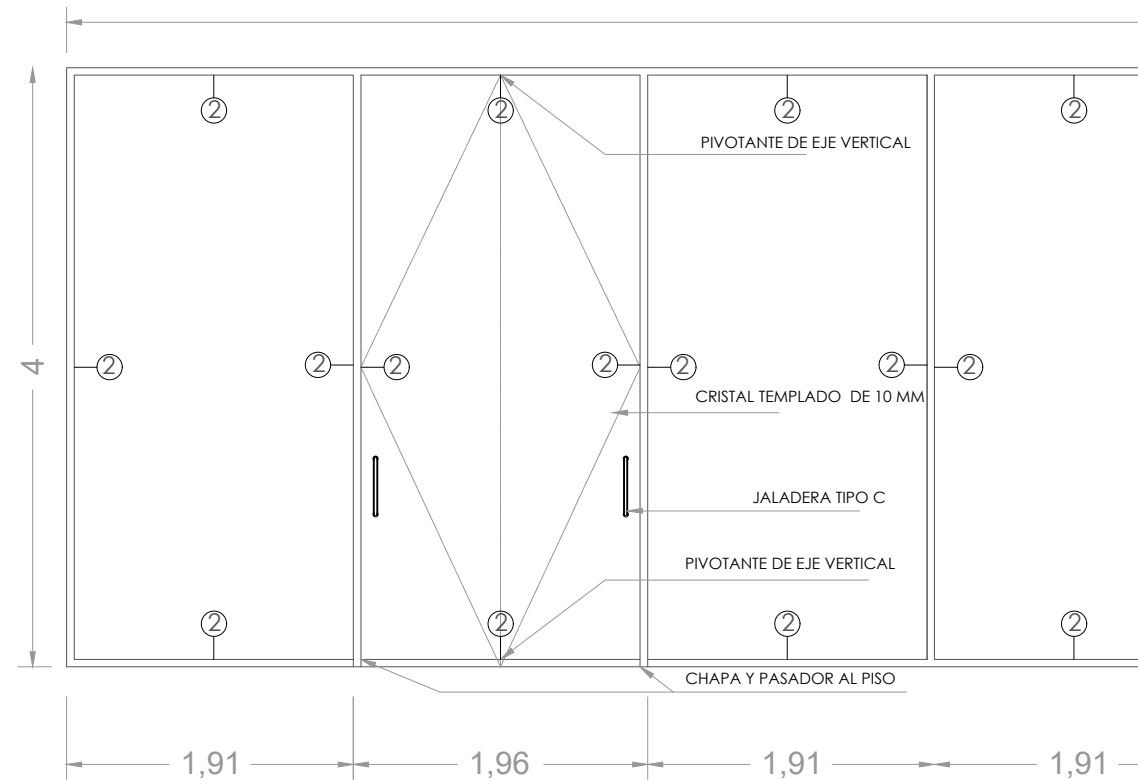 2 2 2 2
PIVOTANTE DE EJE VERTICAL
4
2 2 2 2 2 2 2
CRISTAL TEMPLADO DE 10 MM
JALADERA TIPO C
PIVOTANTE DE EJE VERTICAL
2 2 2 2
CHAPA Y PASADOR AL PISO
1,91 1,96 1,91 1,91